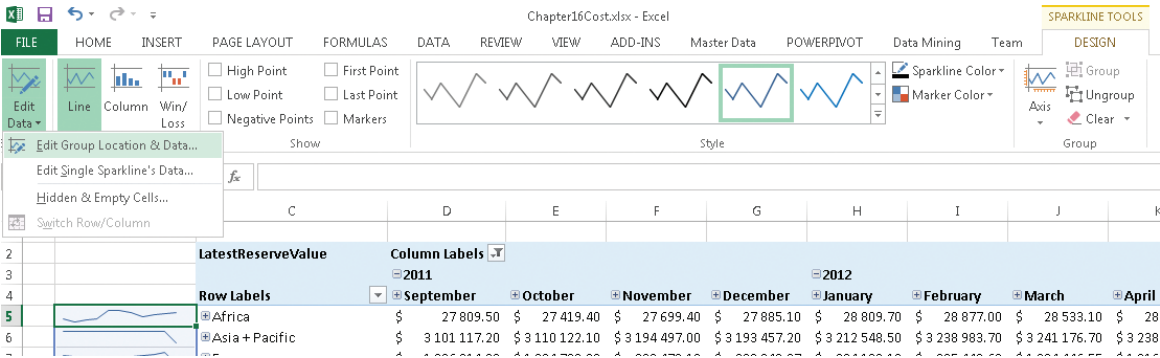 Chapter16Cost.xlsx - Excel
SPARKLINE TOOLS
FILE HOME INSERT PAGE LAYOUT FORMULAS DATA REVIEW VIEW ADD-INS Master Data POWERPIVOT Data Mining Team DESIGN
High Point First Point
Low Point Last Point
Negative Points Markers
Edit Data
Line
Column
Win/
Loss
Show
Style
Sparkline Color
Marker Color
Axis
Group
Ungroup
Clear
Group
Edit Group Location & Data...
Edit Single Sparkline's Data...
Hidden & Empty Cells...
Switch Row/Column
fx
C D E F G H I J K
2 LatestReserveValue Column Labels
3 2011 2012
4 Row Labels September October November December January February March April
5 Africa $ 27 809.50 $ 27 419.40 $ 27 699.40 $ 27 885.10 $ 28 809.70 $ 28 877.00 $ 28 533.10 $ 28
6 Asia + Pacific $ 3 101 117.20 $ 3 110 122.10 $ 3 194 497.00 $ 3 193 457.20 $ 3 212 548.50 $ 3 238 983.70 $ 3 241 176.70 $ 3 238